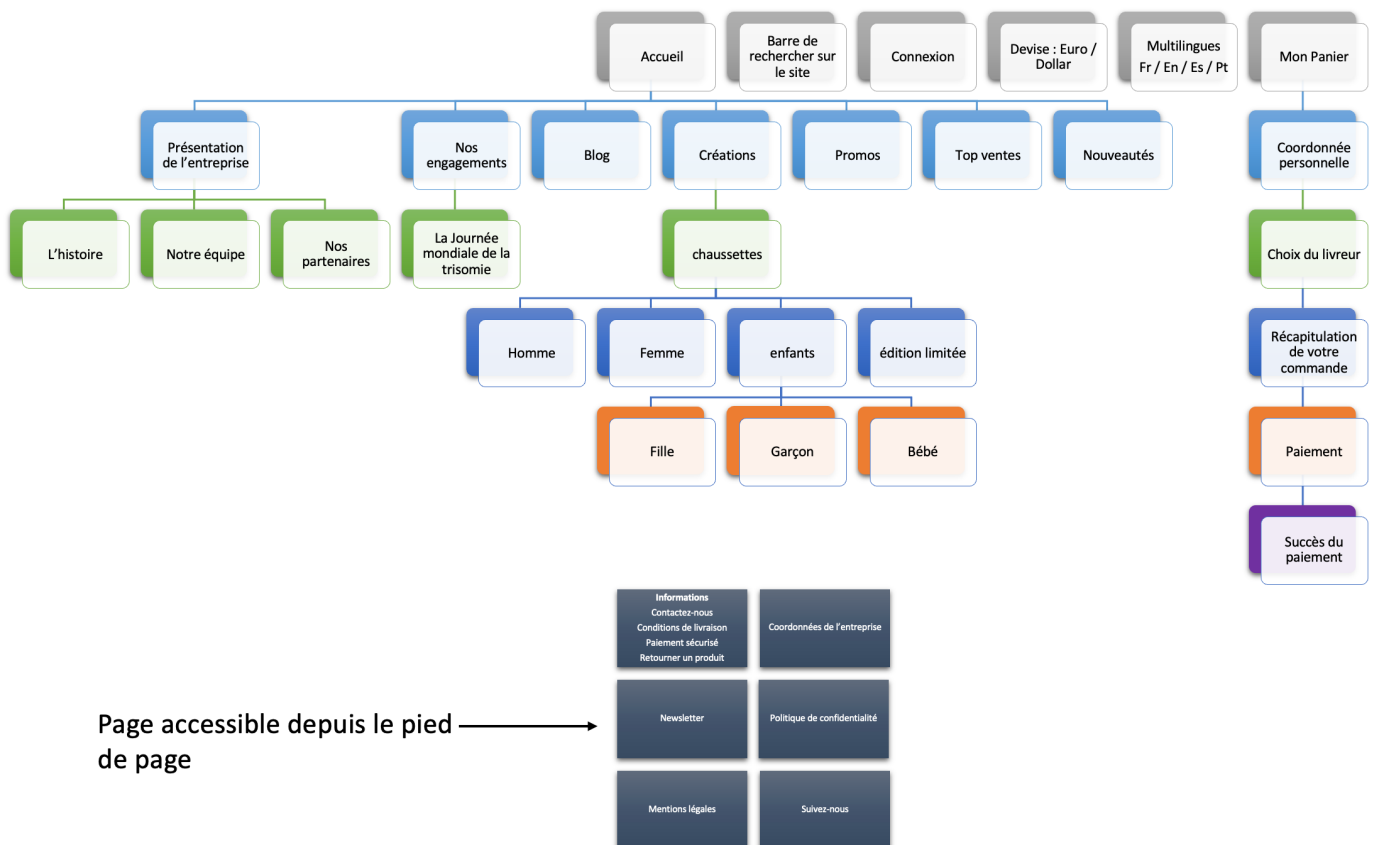 Accueil
Barre de
rechercher sur
le site
Connexion
Devise : Euro /
Dollar
Multilingues
Fr / En / Es / Pt
Mon Panier
Présentation
de l'entreprise
Nos
engagements
Blog
Créations
Promos
Top ventes
Nouveautés
Coordonnée
personnelle
L'histoire
Notre équipe
Nos
partenaires
La Journée
mondiale de la
trisomie
chaussettes
Choix du livreur
Homme
Femme
enfants
édition limitée
Récapitulation
de votre
commande
Fille
Garçon
Bébé
Paiement
Succès du
paiement
Informations
Contactez-nous
Conditions de livraison
Paiement sécurisé
Retourner un produit
Coordonnées de l'entreprise
Page accessible depuis le pied
de page
Newsletter
Politique de confidentialité
Mentions légales
Suivez-nous